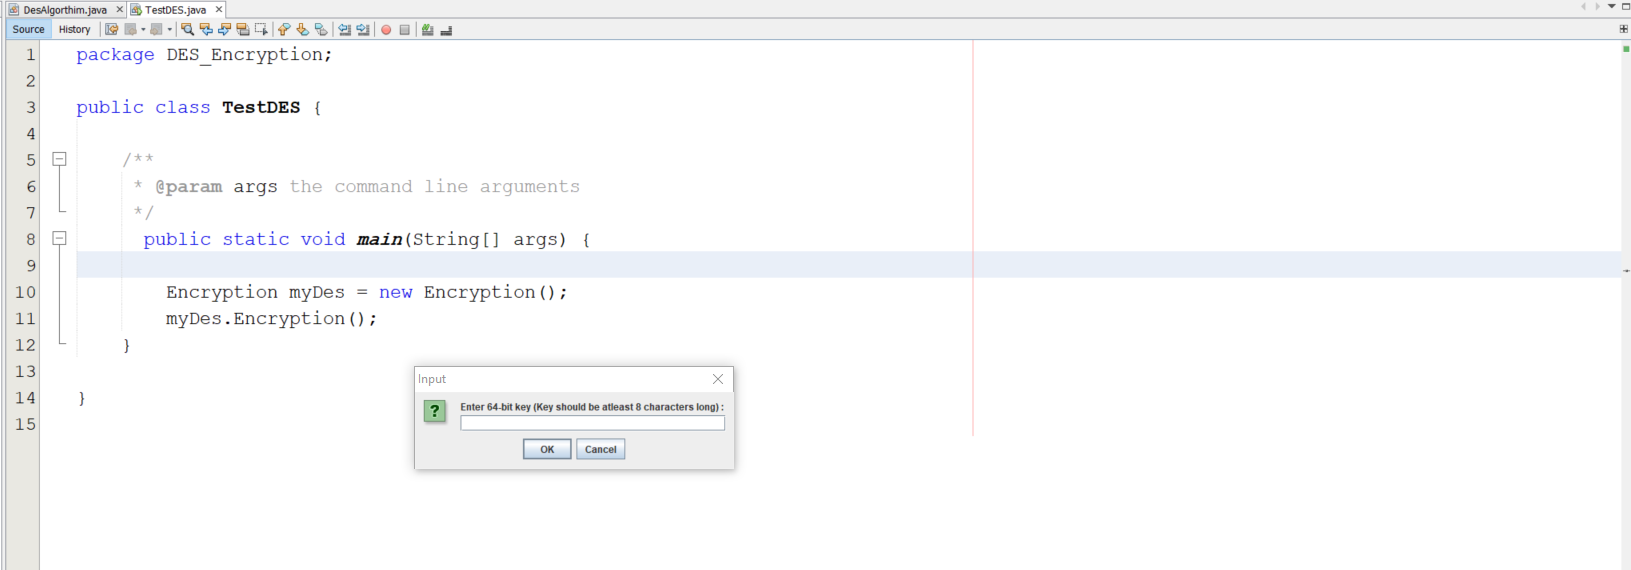 DesAlgorthim.java TestDES.java
Source History
1 package DES_Encryption;
2
3 public class TestDES {
4
5 /**
6 * @param args the command line arguments
7 */
8 public static void main(String[] args) {
9
10 Encryption myDes = new Encryption();
11 myDes.Encryption();
12 }
13
14 }
15
Input
? Enter 64-bit key (Key should be atleast 8 characters long) :
OK Cancel